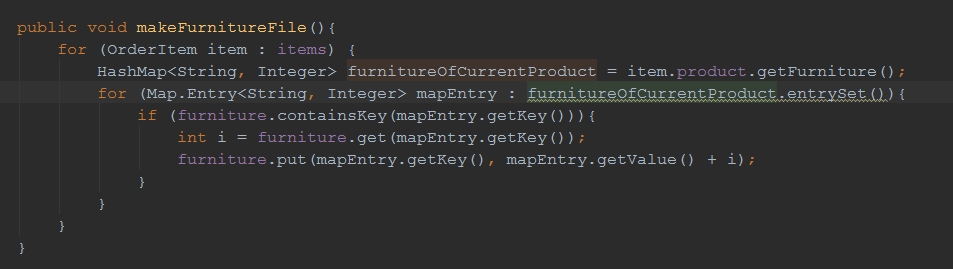 public void makeFurnitureFile(){
    for (OrderItem item : items) {
        HashMap<String, Integer> furnitureOfCurrentProduct = item.product.getFurniture();
        for (Map.Entry<String, Integer> mapEntry : furnitureOfCurrentProduct.entrySet()){
            if (furniture.containsKey(mapEntry.getKey())){
                int i = furniture.get(mapEntry.getKey());
                furniture.put(mapEntry.getKey(), mapEntry.getValue() + i);
            }
        }
    }
}